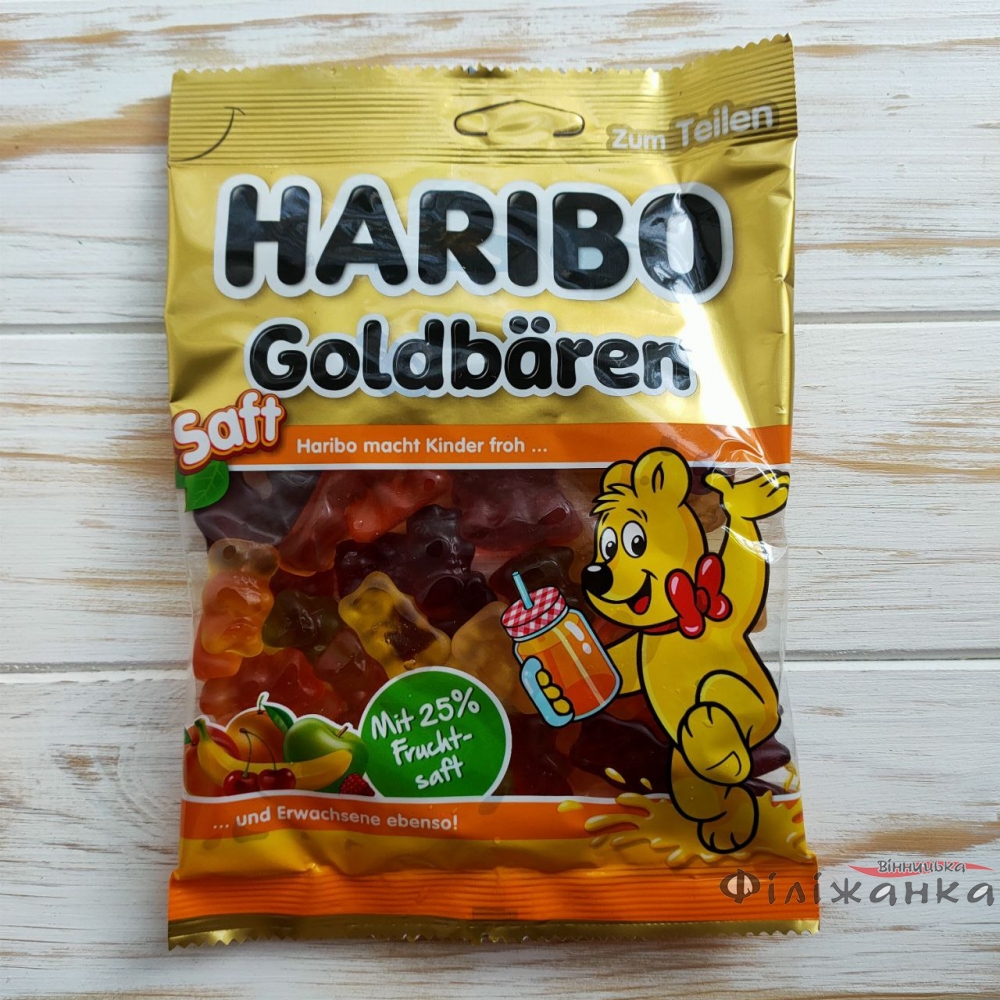 Zum Teilen
HARIBO
Goldbären
Saft
Haribo macht Kinder froh ...
Mit 25%
Frucht-
saft
... und Erwachsene ebenso!
Вінницька
Філіжанка